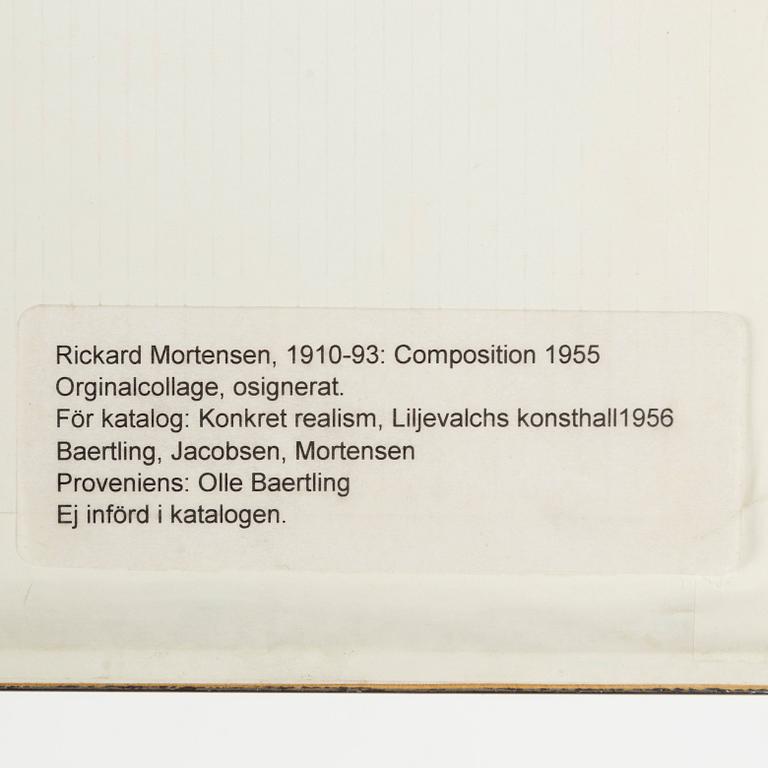 Rickard Mortensen, 1910-93: Composition 1955
Orginalcollage, osignerat.
För katalog: Konkret realism, Liljevalchs konsthall1956
Baertling, Jacobsen, Mortensen
Proveniens: Olle Baertling
Ej införd i katalogen.